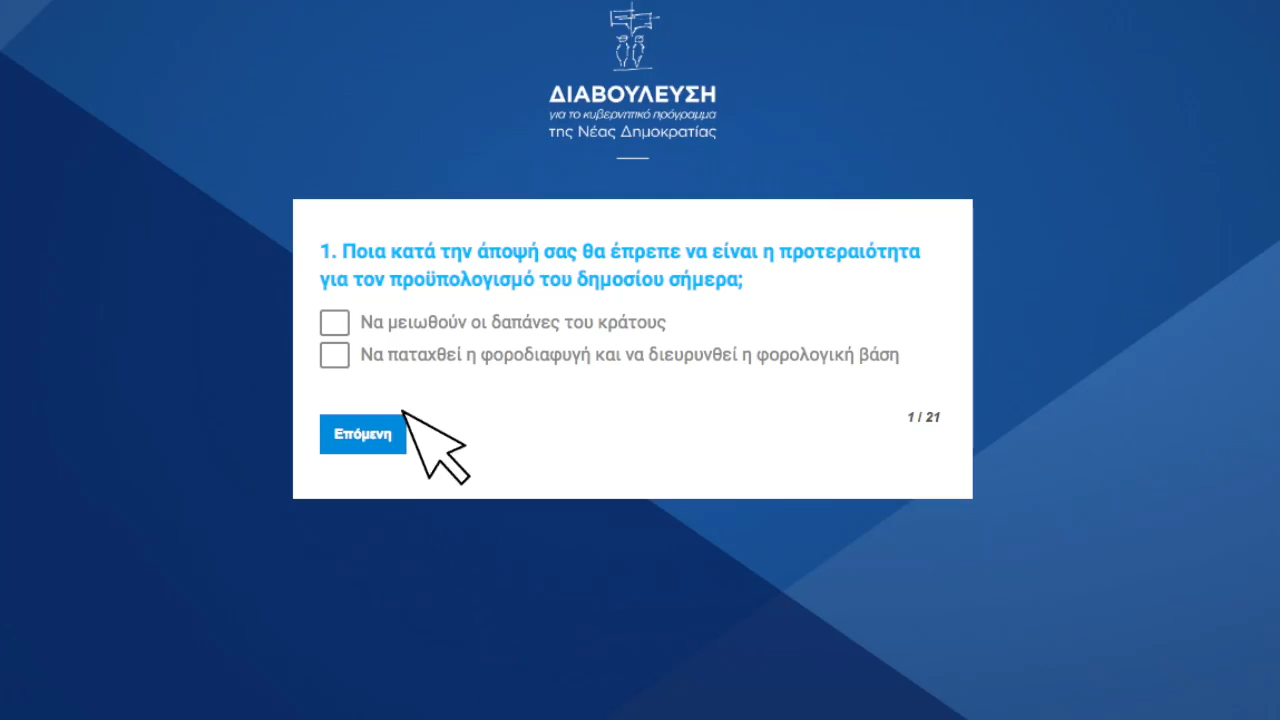 ΔΙΑΒΟΥΛΕΥΣΗ
για το κυβερνητικό πρόγραμμα
της Νέας Δημοκρατίας
1. Ποια κατά την άποψή σας θα έπρεπε να είναι η προτεραιότητα
για τον προϋπολογισμό του δημοσίου σήμερα;
Να μειωθούν οι δαπάνες του κράτους
Να παταχθεί η φοροδιαφυγή και να διευρυνθεί η φορολογική βάση
1 / 21
Επόμενη